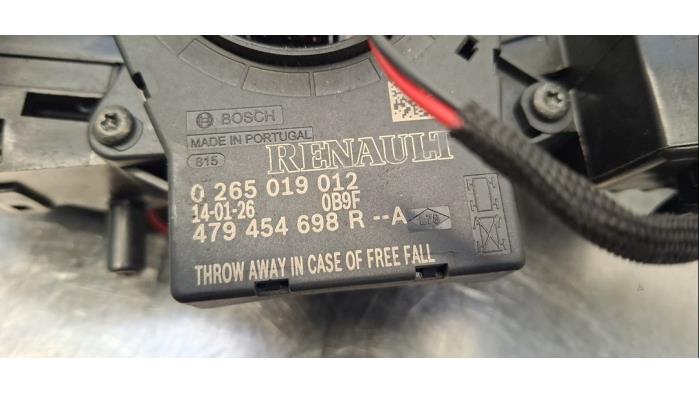 BOSCH
MADE IN PORTUGAL
815 RENAULT
0 265 019 012
14-01-26 0B9F
479 454 698 R --A
THROW AWAY IN CASE OF FREE FALL